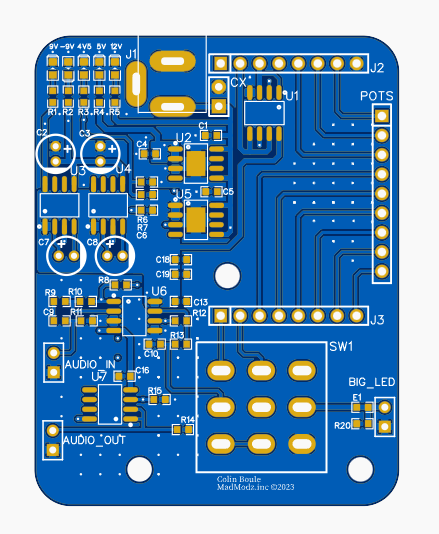 9V -9V 4V5 5V 12V
J1
J2
CX
U1
POTS
R1 R2 R3 R4 R5
C2
C3
C1
U2
C4
U3
U4
C5
U5
R6
R7
C6
C7
C8
C18
C19
R8
R9
R10
U6
C13
C9
R11
R12
J3
R13
C10
SW1
AUDIO_IN
C16
U7
BIG_LED
R15
E1
R14
R20
AUDIO_OUT
Colin Boule
MadModz.inc ©2023